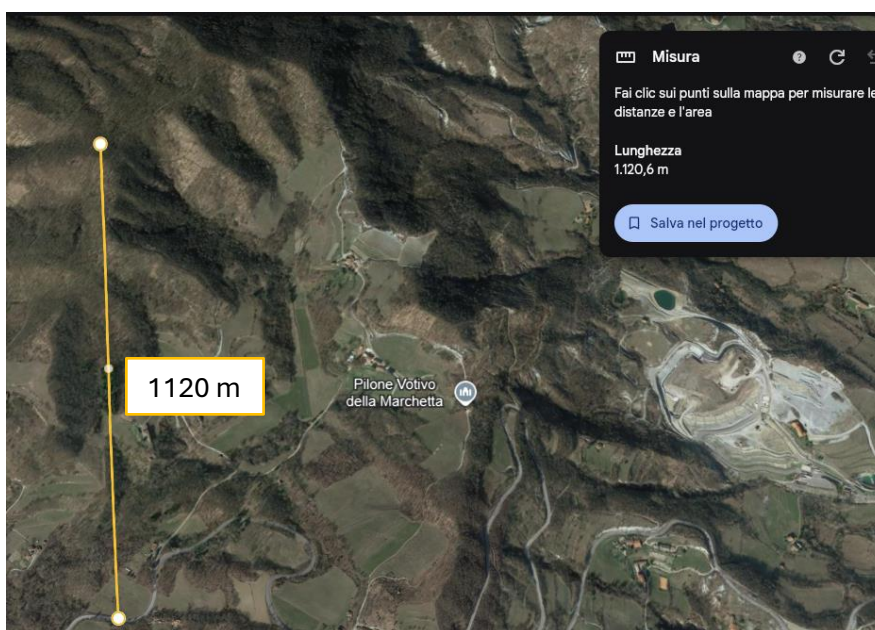 Misura
Fai clic sui punti sulla mappa per misurare le
distanze e l'area
Lunghezza
1.120,6 m
Salva nel progetto
1120 m
Pilone Votivo
della Marchetta